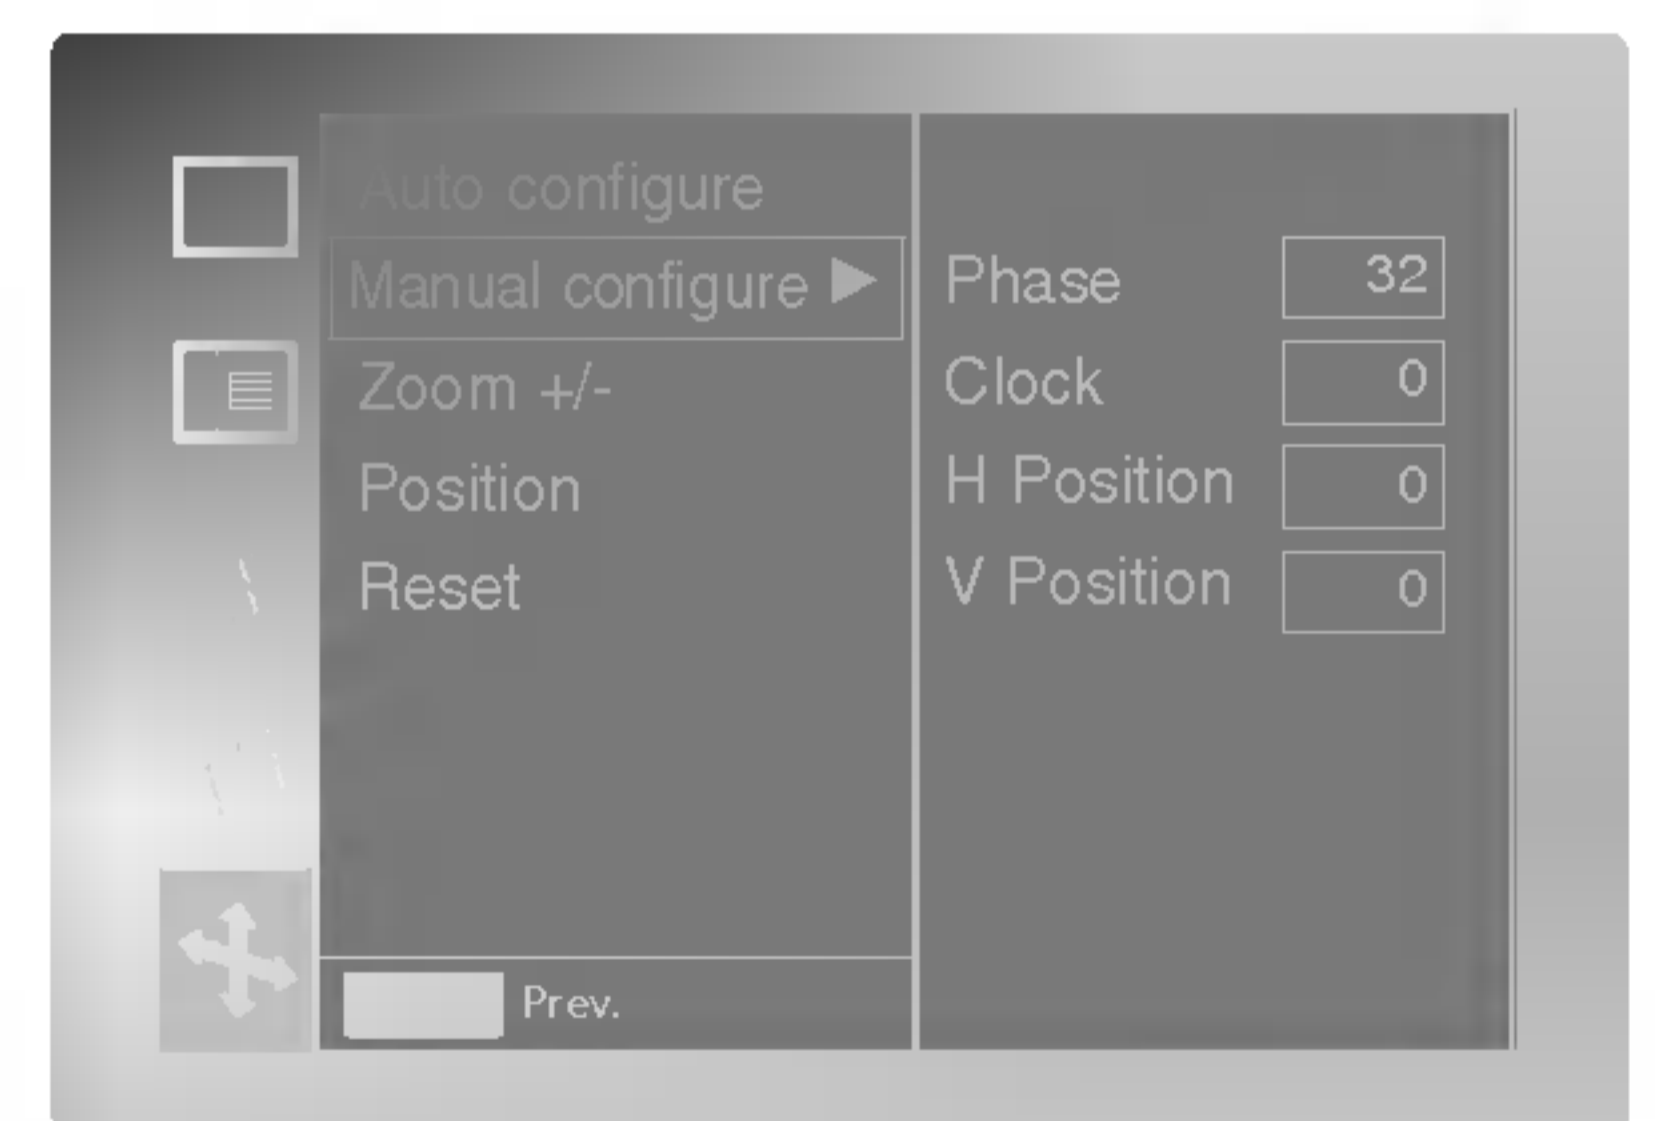 Auto configure
Manual configure ▶
Zoom +/-
Position
Reset
Prev.
Phase 32
Clock 0
H Position 0
V Position 0